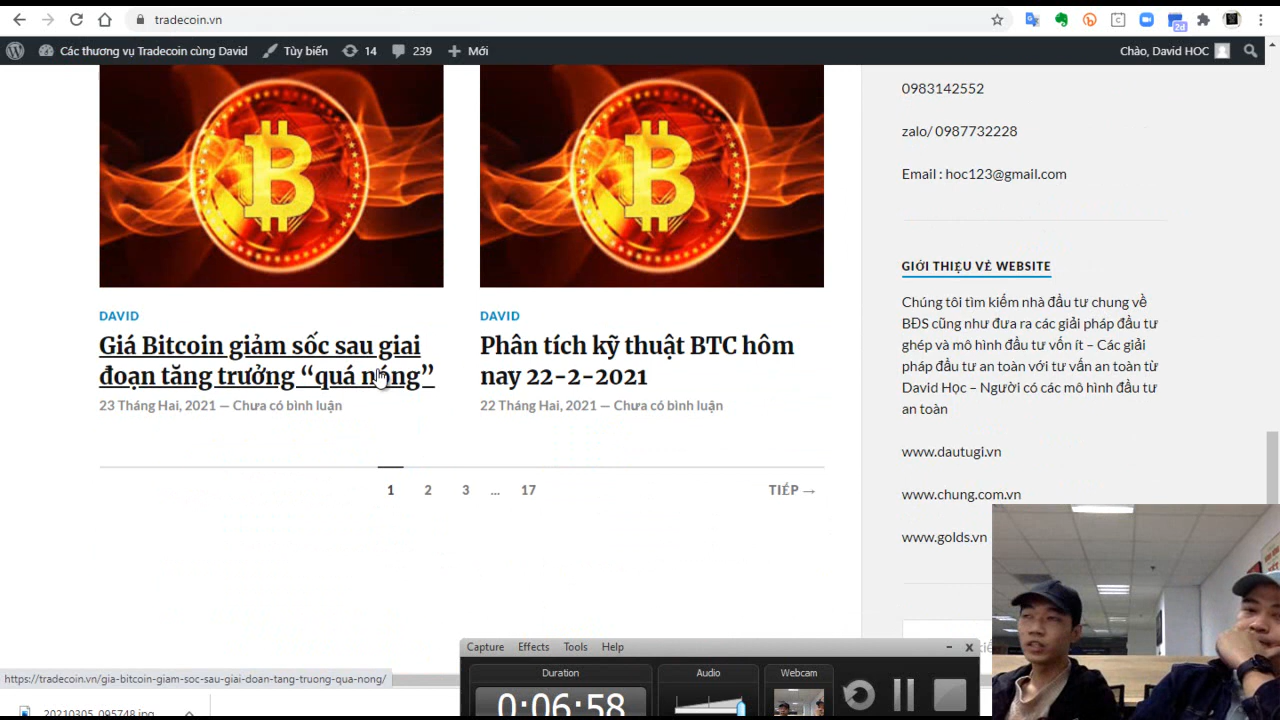 tradecoin.vn
2d
Các thương vụ Tradecoin cùng David
Tùy biến
14
239
Mới
Chào, David HOC
DAVID
Giá Bitcoin giảm sốc sau giai
đoạn tăng trưởng “quá nóng”
23 Tháng Hai, 2021 — Chưa có bình luận
DAVID
Phân tích kỹ thuật BTC hôm
nay 22-2-2021
22 Tháng Hai, 2021 — Chưa có bình luận
1
2
3
...
17
TIẾP →
0983142552
zalo/ 0987732228
Email : hoc123@gmail.com
GIỚI THIỆU VỀ WEBSITE
Chúng tôi tìm kiếm nhà đầu tư chung về
BĐS cũng như đưa ra các giải pháp đầu tư
ghép và mô hình đầu tư vốn ít – Các giải
pháp đầu tư an toàn với tư vấn an toàn từ
David Học – Người có các mô hình đầu tư
an toàn
www.dautugi.vn
www.chung.com.vn
www.golds.vn
Capture
Effects
Tools
Help
Duration
Audio
Webcam
0:06:58
https://tradecoin.vn/gia-bitcoin-giam-soc-sau-giai-doan-tang-truong-qua-nong/
20210305_095748.jpg